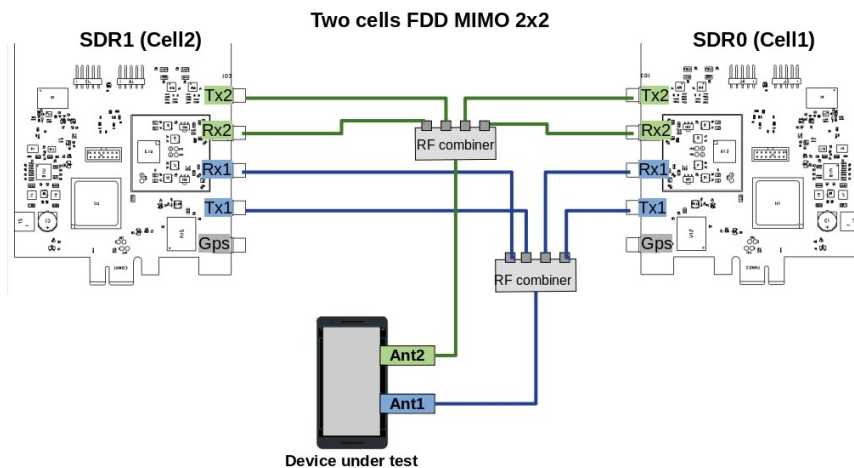 Two cells FDD MIMO 2x2
SDR1 (Cell2)
SDR0 (Cell1)
Tx2
Tx2
Rx2
Rx2
RF combiner
Rx1
Rx1
Tx1
Tx1
Gps
Gps
RF combiner
Ant2
Ant1
Device under test